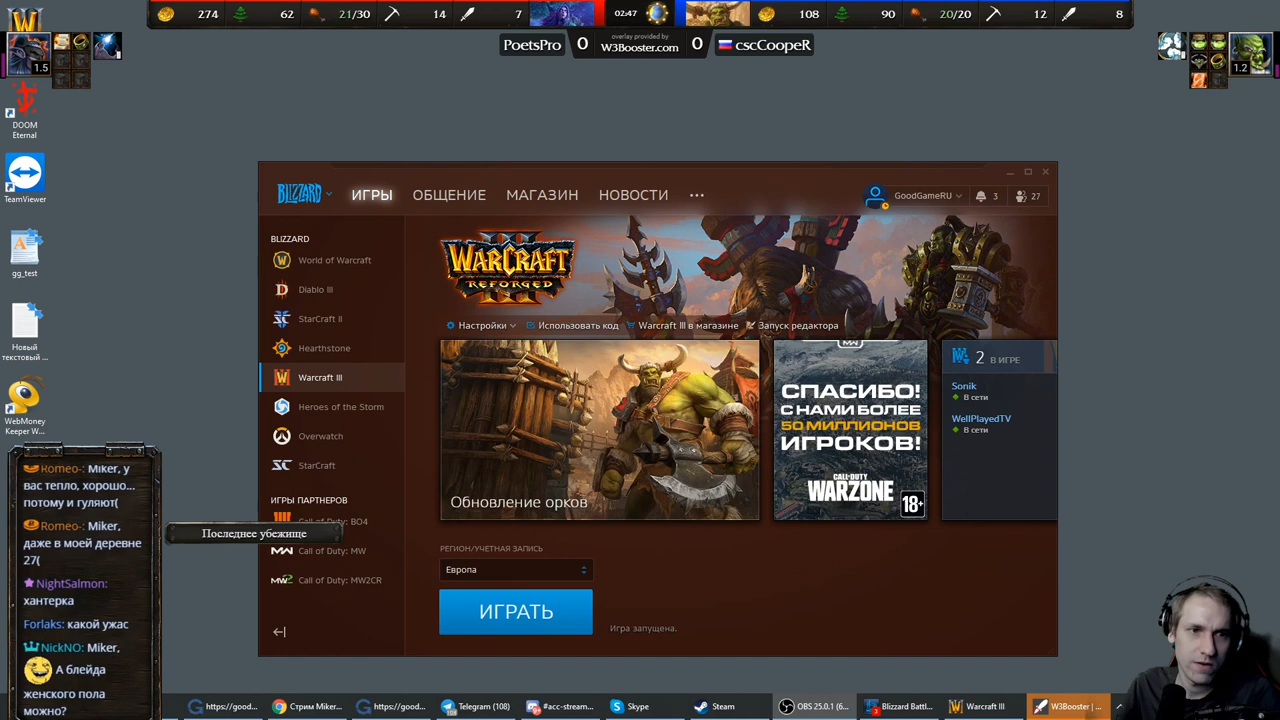 274
62
21/30
14
7
02:47
108
90
20/20
12
8
PoetsPro
0
overlay provided by
W3Booster.com
0
cscCoopeR
1.5
1.2
DOOM
Eternal
TeamViewer
gg_test
Новый
текстовый ...
WebMoney
Keeper W...
BLIZZARD
ИГРЫ
ОБЩЕНИЕ
МАГАЗИН
НОВОСТИ
GoodGameRU
3
27
BLIZZARD
World of Warcraft
Diablo III
StarCraft II
Hearthstone
Warcraft III
Heroes of the Storm
Overwatch
StarCraft
ИГРЫ ПАРТНЕРОВ
Call of Duty: BO4
Call of Duty: MW
Call of Duty: MW2CR
WARCRAFT
III
REFORGED
Настройки
Использовать код
Warcraft III в магазине
Запуск редактора
Обновление орков
СПАСИБО!
С НАМИ БОЛЕЕ
50 МИЛЛИОНОВ
ИГРОКОВ!
CALL OF DUTY
WARZONE
18+
2 В ИГРЕ
Sonik
В сети
WellPlayedTV
В сети
РЕГИОН/УЧЕТНАЯ ЗАПИСЬ
Европа
ИГРАТЬ
Игра запущена.
Последнее убежище
Romeo-: Miker, у
вас тепло, хорошо...
потому и гуляют(
Romeo-: Miker,
даже в моей деревне
27(
NightSalmon:
хантерка
Forlaks: какой ужас
NickNO: Miker,
А блейда
женского пола
можно?
https://good...
Стрим Miker...
https://good...
Telegram (108)
#acc-stream...
Skype
Steam
OBS 25.0.1 (6...
Blizzard Battl...
Warcraft III
W3Booster | ...